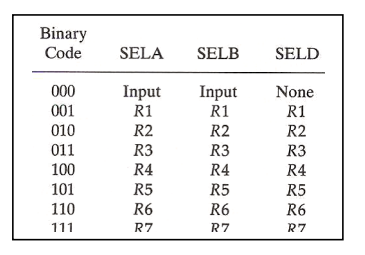 Binary
Code SELA SELB SELD
000 Input Input None
001 R1 R1 R1
010 R2 R2 R2
011 R3 R3 R3
100 R4 R4 R4
101 R5 R5 R5
110 R6 R6 R6
111 R7 R7 R7